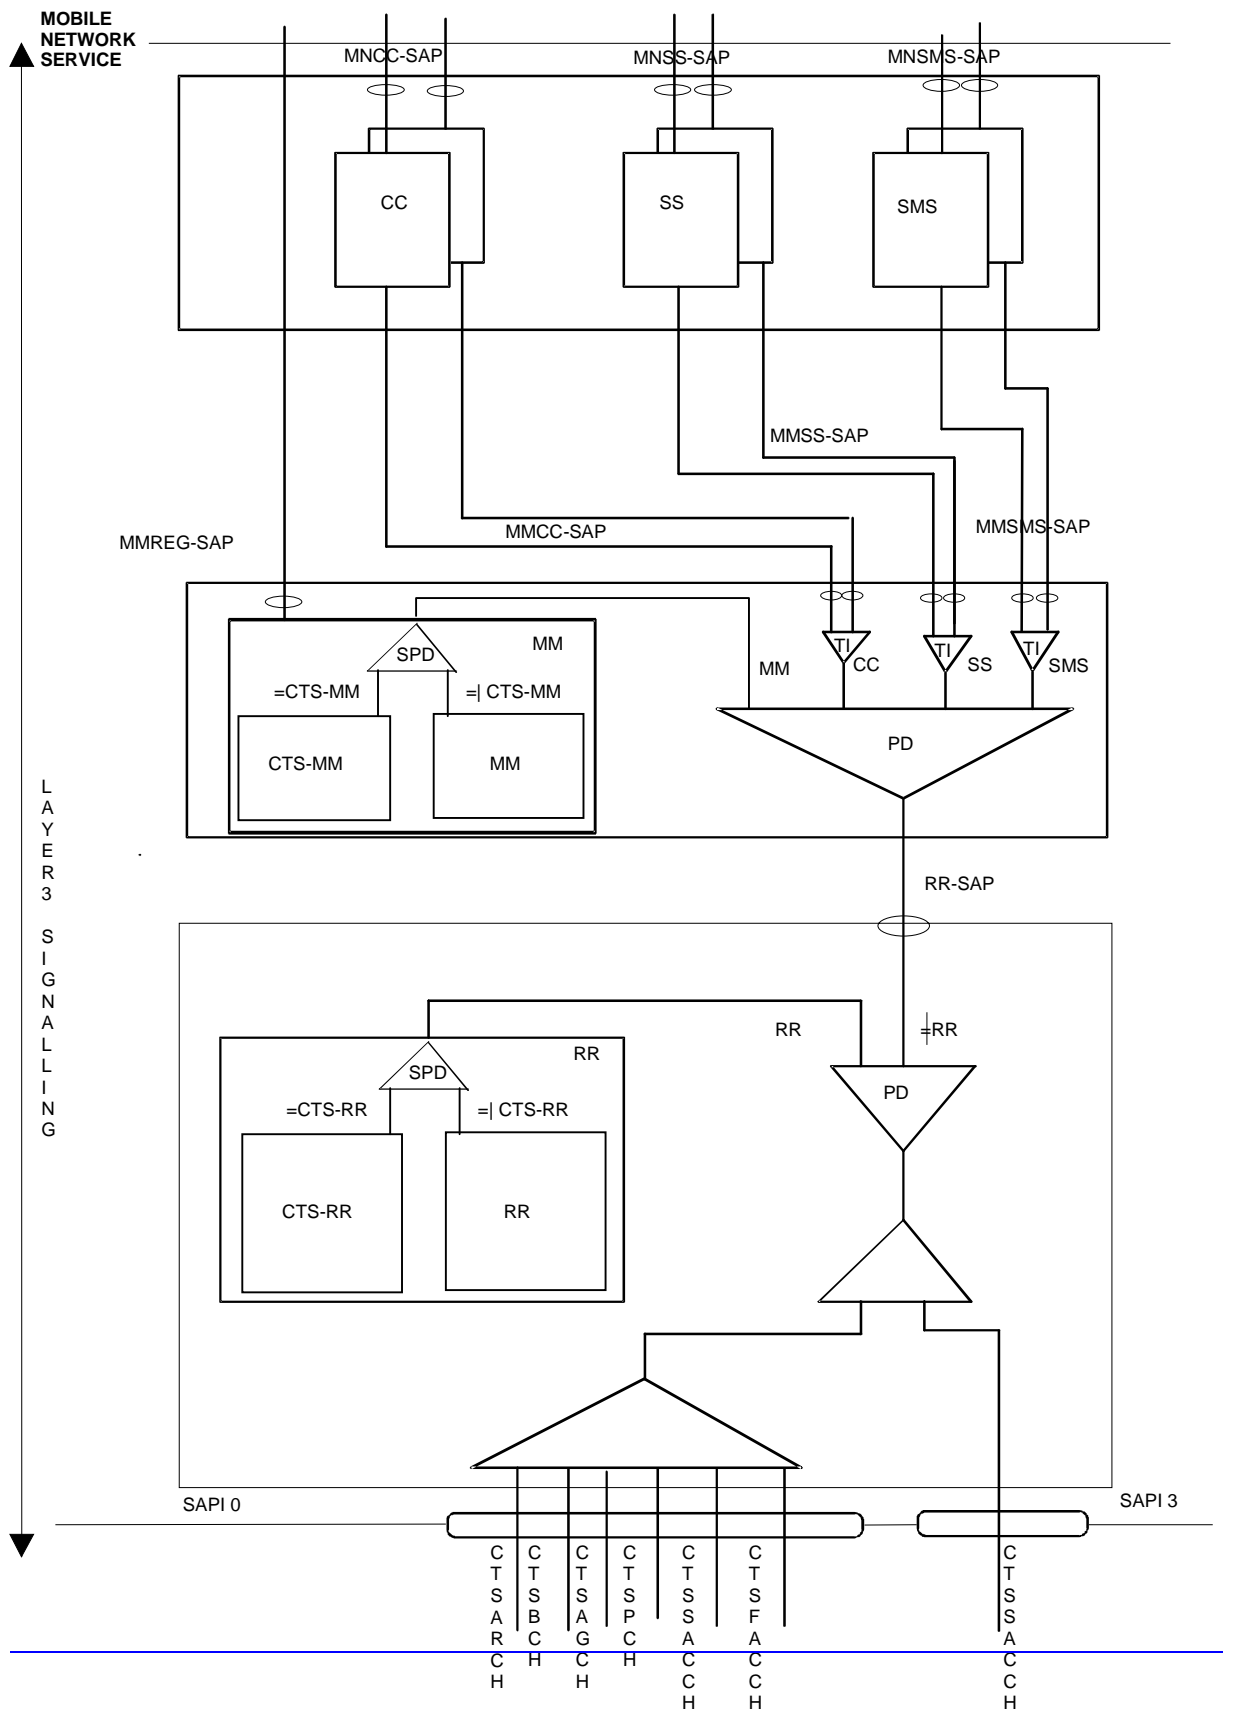 MOBILE
NETWORK
SERVICE
MNCC-SAP
MNSS-SAP
MNSMS-SAP
CC
SS
SMS
MMSS-SAP
MMCC-SAP
MMSMS-SAP
MMREG-SAP
SPD
MM
=CTS-MM
=| CTS-MM
CTS-MM
MM
MM
TI
CC
TI
SS
TI
SMS
PD
LAYER3 SIGNALLING
.
RR-SAP
RR
=|RR
RR
SPD
=CTS-RR
=| CTS-RR
CTS-RR
RR
PD
SAPI 0
SAPI 3
CTSARCH
CTSBCH
CTSAGCH
CTSPCH
CTSSACCH
CTSFACCH
CTSSACCH